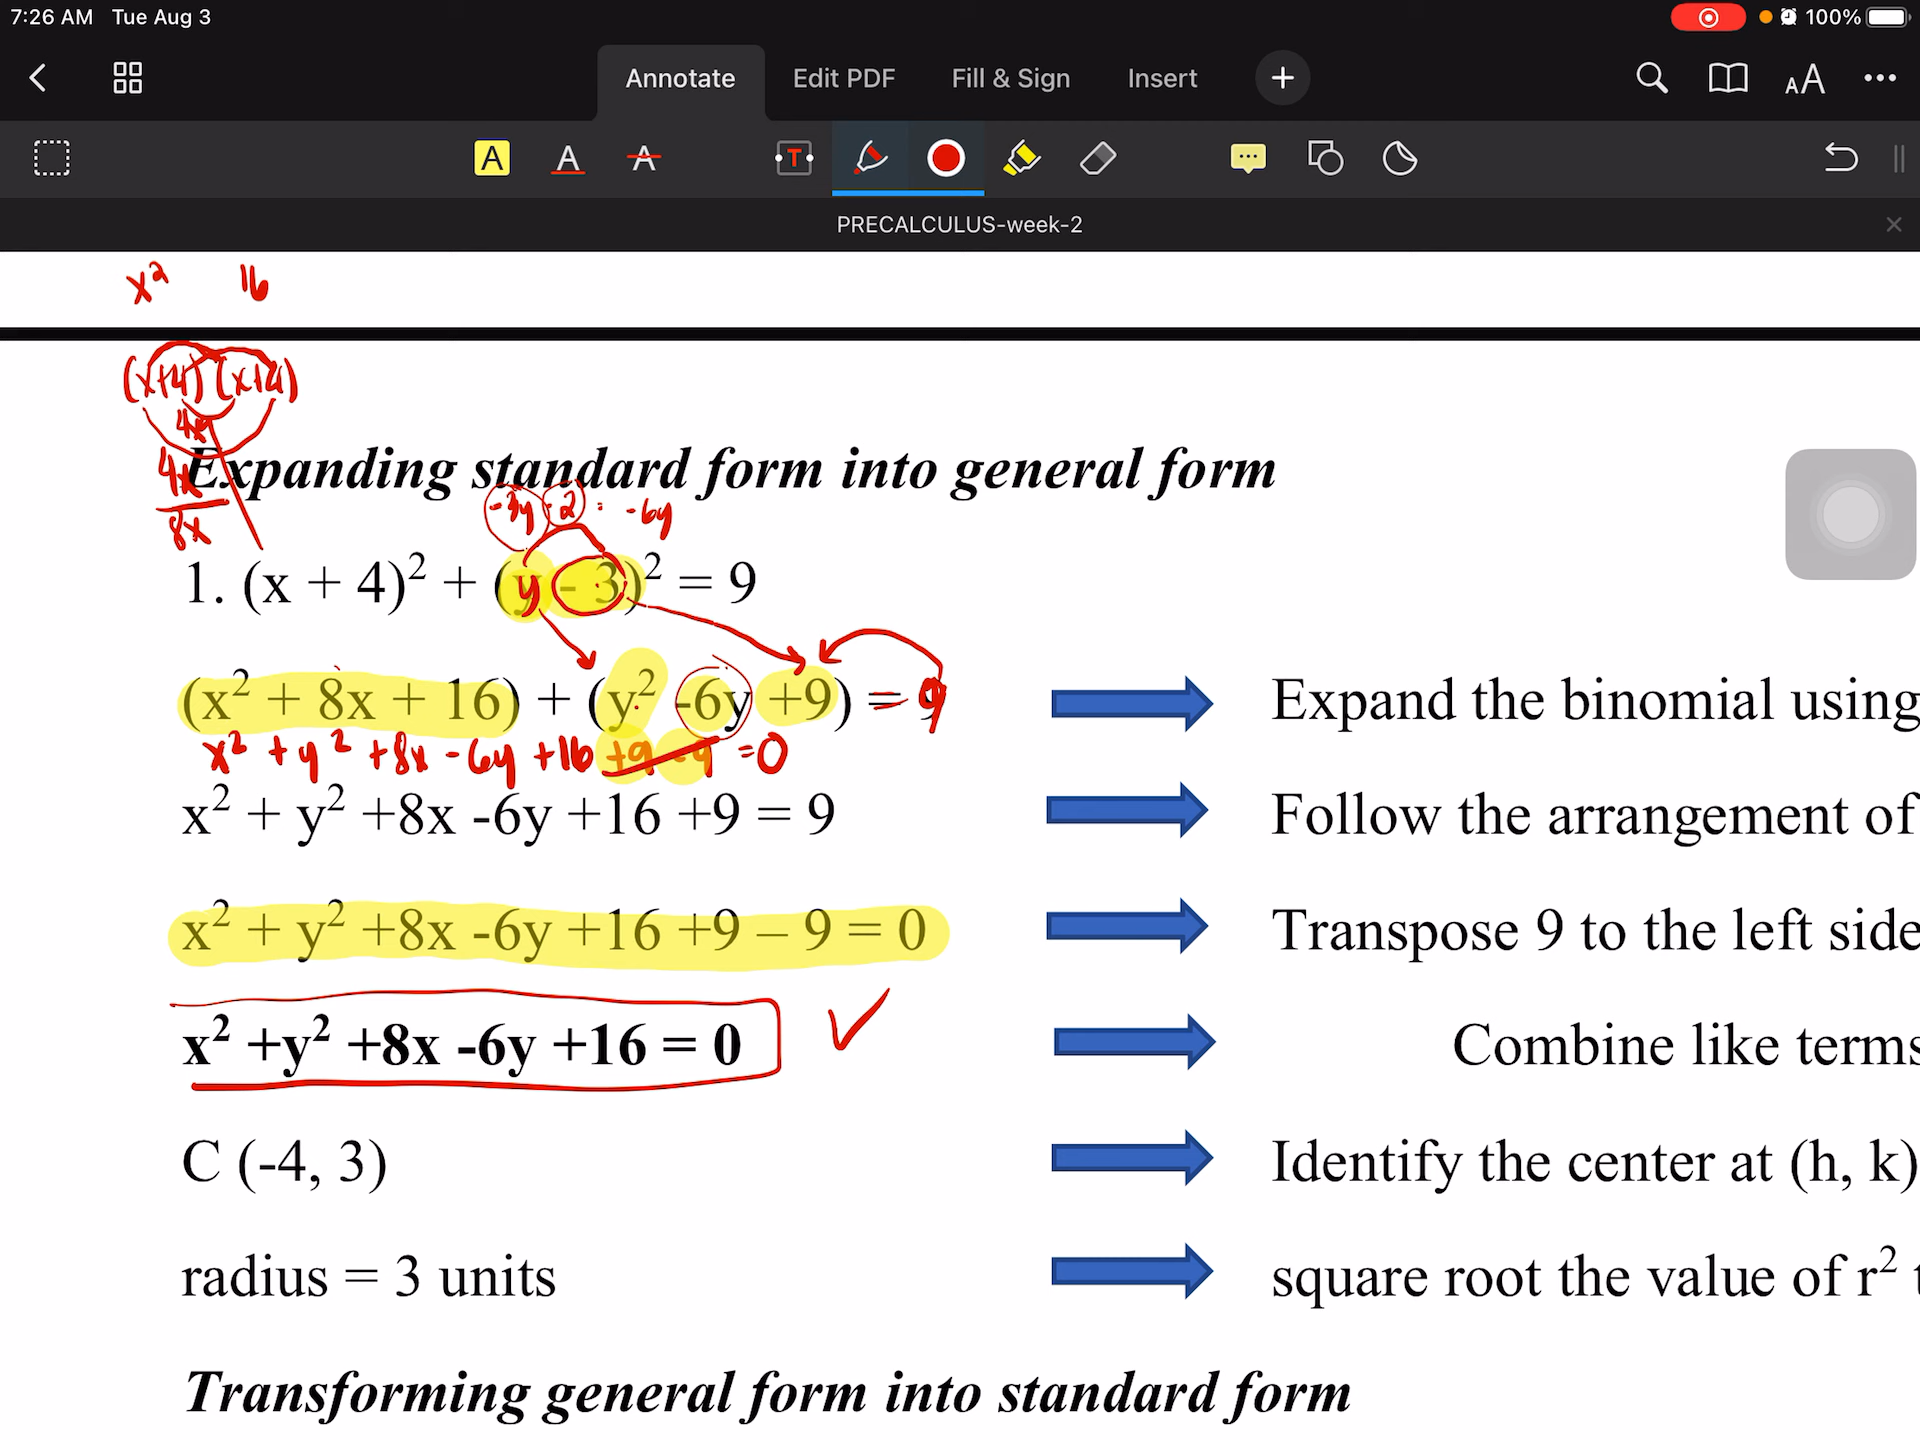 7:26 AM Tue Aug 3 100%
Annotate Edit PDF Fill & Sign Insert
AA
A A A T
PRECALCULUS-week-2
x² 16
(x+4) (x+4)
4x
4x
8x
Expanding standard form into general form
-3y · 2 = -6y
1. (x + 4)² + (y - 3)² = 9
(x² + 8x + 16) + (y² -6y +9) = 9
Expand the binomial using
x² + y² +8x - 6y +16 +9 -9 =0
x² + y² +8x -6y +16 +9 = 9
Follow the arrangement of
x² + y² +8x -6y +16 +9 – 9 = 0
Transpose 9 to the left side
x² +y² +8x -6y +16 = 0
Combine like terms
C (-4, 3)
Identify the center at (h, k)
radius = 3 units
square root the value of r²
Transforming general form into standard form